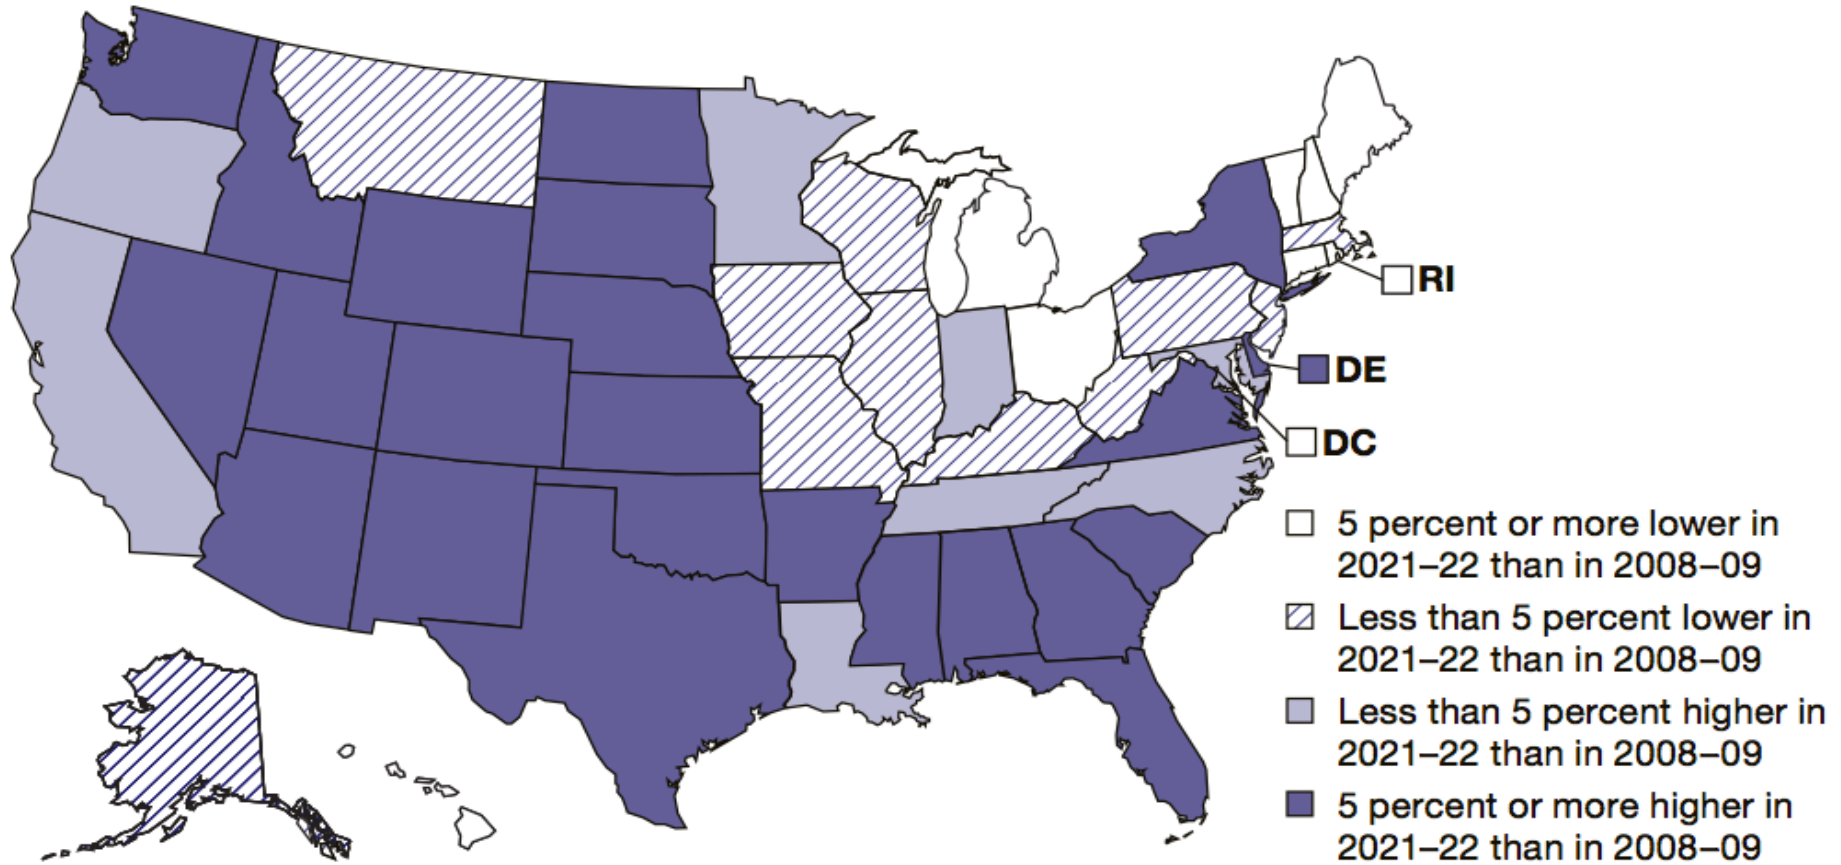 RI
DE
DC
5 percent or more lower in
2021–22 than in 2008–09
Less than 5 percent lower in
2021–22 than in 2008–09
Less than 5 percent higher in
2021–22 than in 2008–09
5 percent or more higher in
2021–22 than in 2008–09